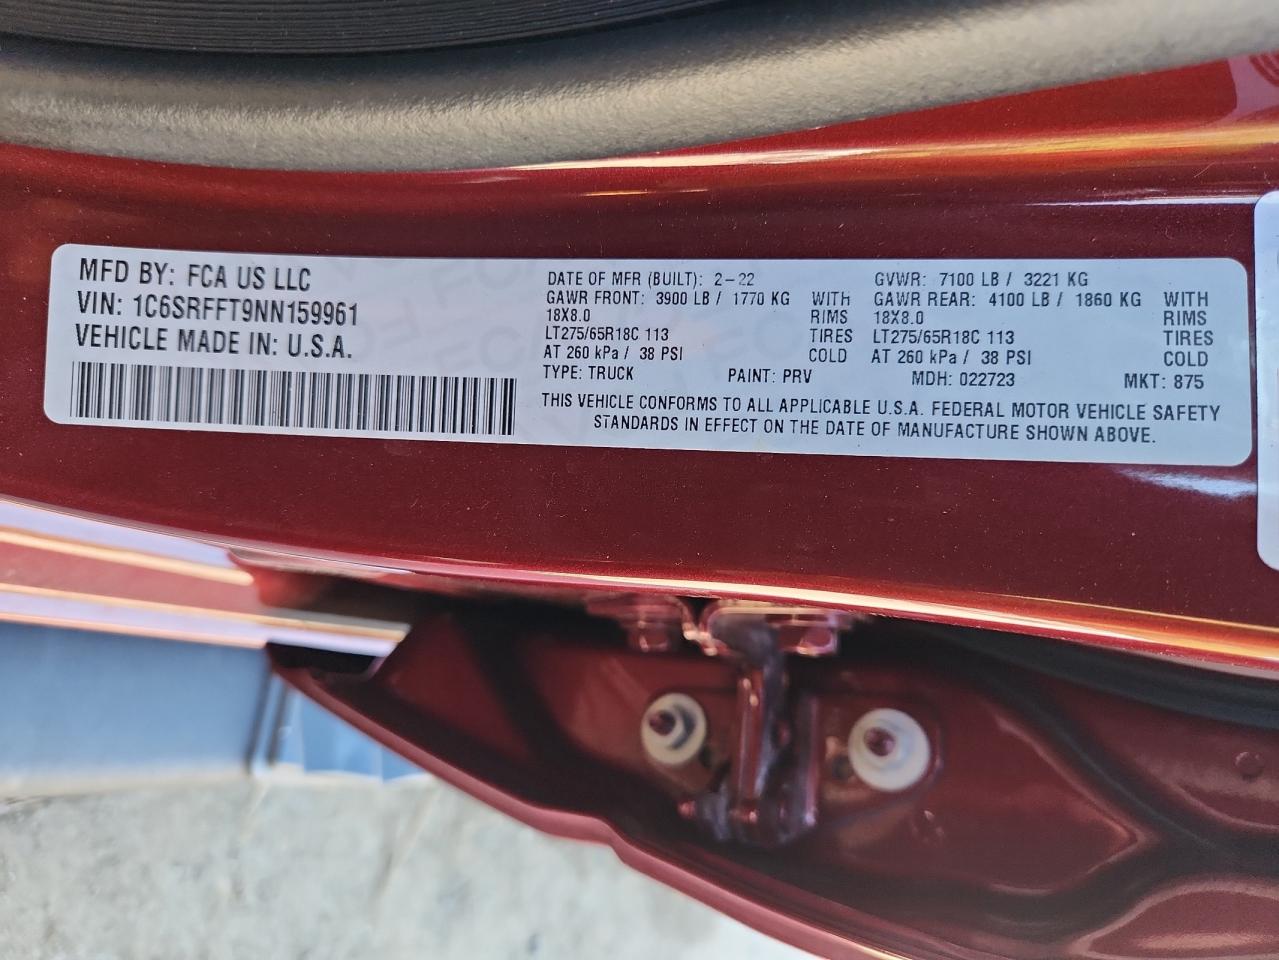 MFD BY: FCA US LLC
VIN: 1C6SRFFT9NN159961
VEHICLE MADE IN: U.S.A.
DATE OF MFR (BUILT): 2-22
GAWR FRONT: 3900 LB / 1770 KG WITH
18X8.0 RIMS
LT275/65R18C 113 TIRES
AT 260 kPa / 38 PSI COLD
GVWR: 7100 LB / 3221 KG
GAWR REAR: 4100 LB / 1860 KG WITH
18X8.0 RIMS
LT275/65R18C 113 TIRES
AT 260 kPa / 38 PSI COLD
TYPE: TRUCK PAINT: PRV MDH: 022723 MKT: 875
THIS VEHICLE CONFORMS TO ALL APPLICABLE U.S.A. FEDERAL MOTOR VEHICLE SAFETY
STANDARDS IN EFFECT ON THE DATE OF MANUFACTURE SHOWN ABOVE.